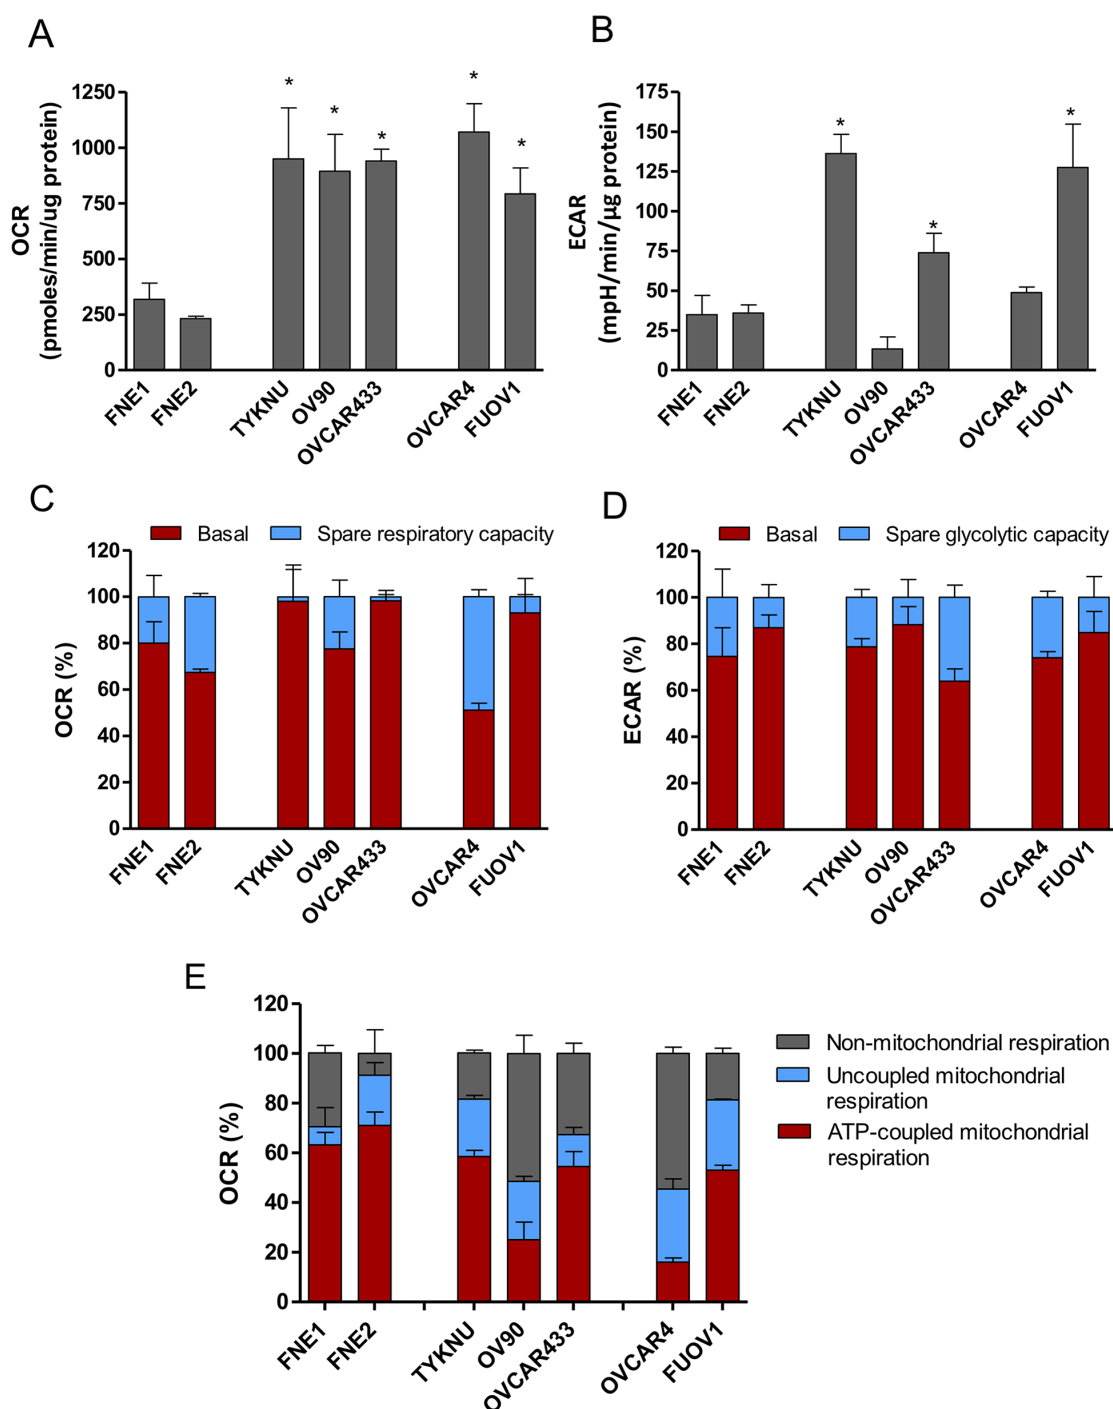 A
OCR
(pmoles/min/ug protein)
1250
1000
750
500
250
0
* * * * *
FNE1 FNE2 TYKNU OV90 OVCAR433 OVCAR4 FUOV1
B
ECAR
(mpH/min/µg protein)
175
150
125
100
75
50
25
0
* * *
FNE1 FNE2 TYKNU OV90 OVCAR433 OVCAR4 FUOV1
C
Basal Spare respiratory capacity
OCR (%)
120
100
80
60
40
20
0
FNE1 FNE2 TYKNU OV90 OVCAR433 OVCAR4 FUOV1
D
Basal Spare glycolytic capacity
ECAR (%)
120
100
80
60
40
20
0
FNE1 FNE2 TYKNU OV90 OVCAR433 OVCAR4 FUOV1
E
OCR (%)
120
100
80
60
40
20
0
FNE1 FNE2 TYKNU OV90 OVCAR433 OVCAR4 FUOV1
Non-mitochondrial respiration
Uncoupled mitochondrial
respiration
ATP-coupled mitochondrial
respiration